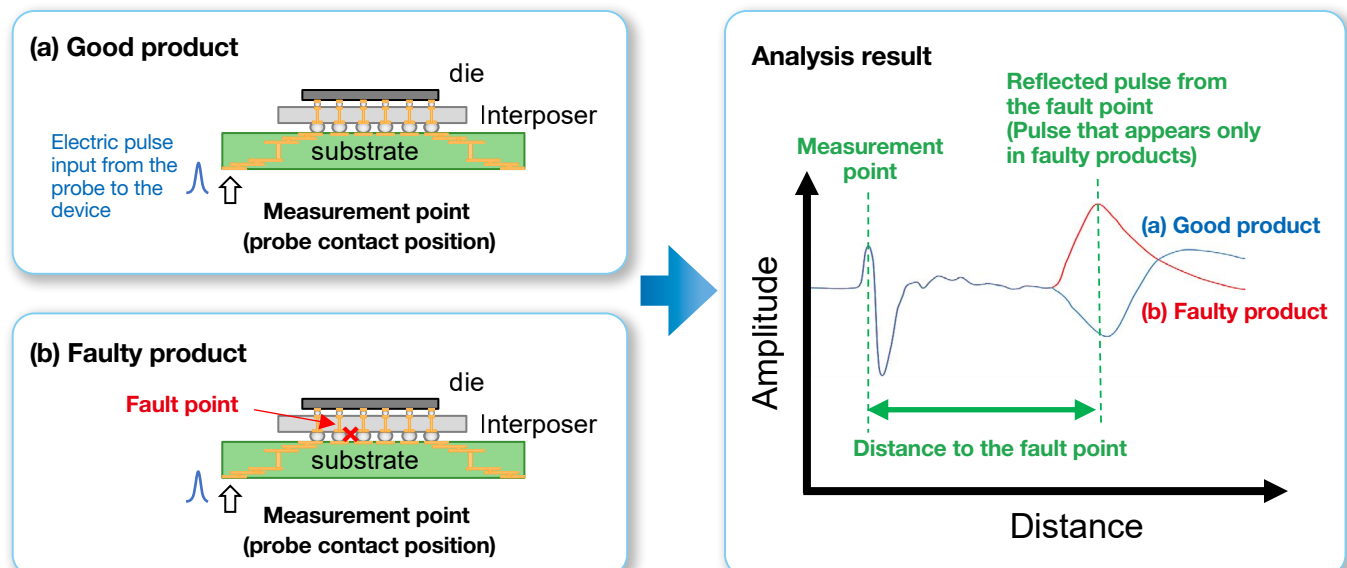 (a) Good product
die
Interposer
substrate
Electric pulse
input from the
probe to the
device
Measurement point
(probe contact position)
(b) Faulty product
die
Fault point
Interposer
substrate
Measurement point
(probe contact position)
Analysis result
Reflected pulse from
the fault point
(Pulse that appears only
in faulty products)
Measurement
point
(a) Good product
(b) Faulty product
Amplitude
Distance to the fault point
Distance